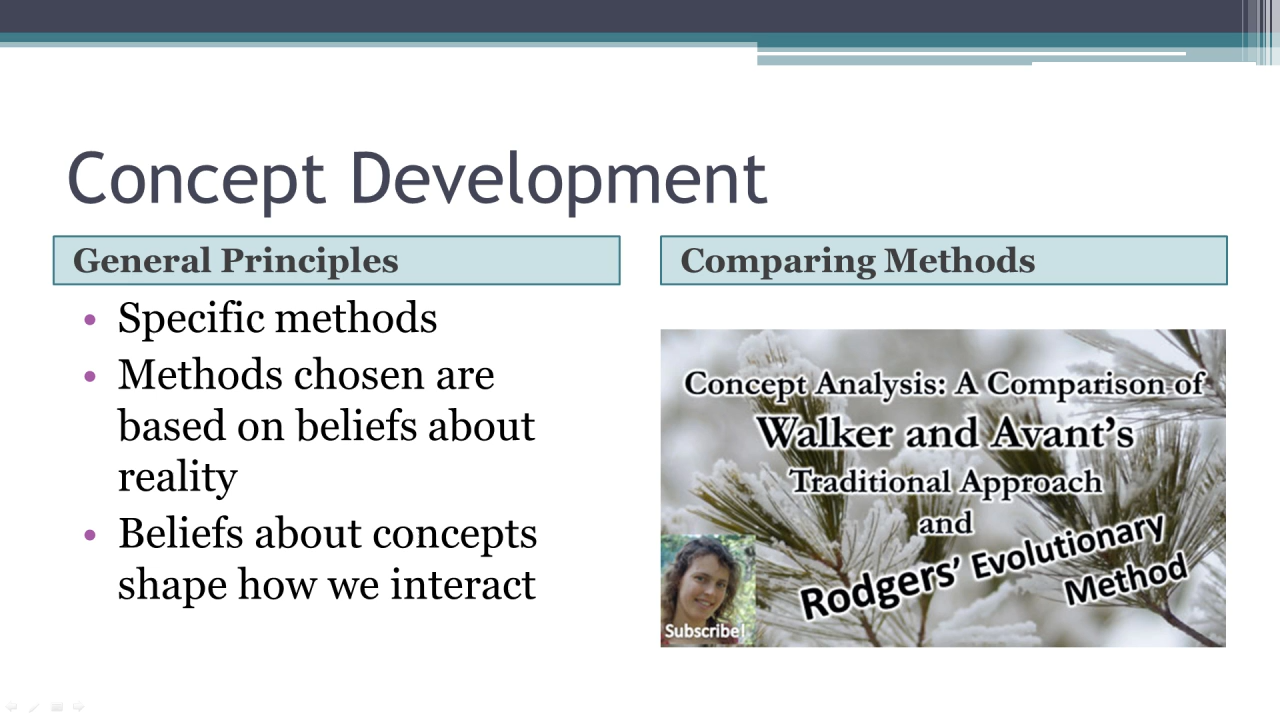 Concept Development
General Principles
• Specific methods
• Methods chosen are
based on beliefs about
reality
• Beliefs about concepts
shape how we interact
Comparing Methods
Concept Analysis: A Comparison of
Walker and Avant's
Traditional Approach
and
Rodgers' Evolutionary
Method
Subscribe!